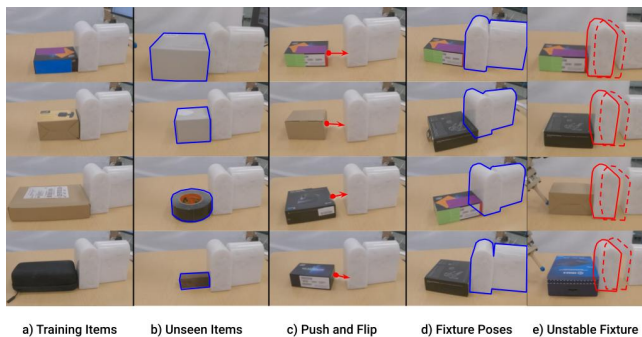 a) Training Items
b) Unseen Items
c) Push and Flip
d) Fixture Poses
e) Unstable Fixture